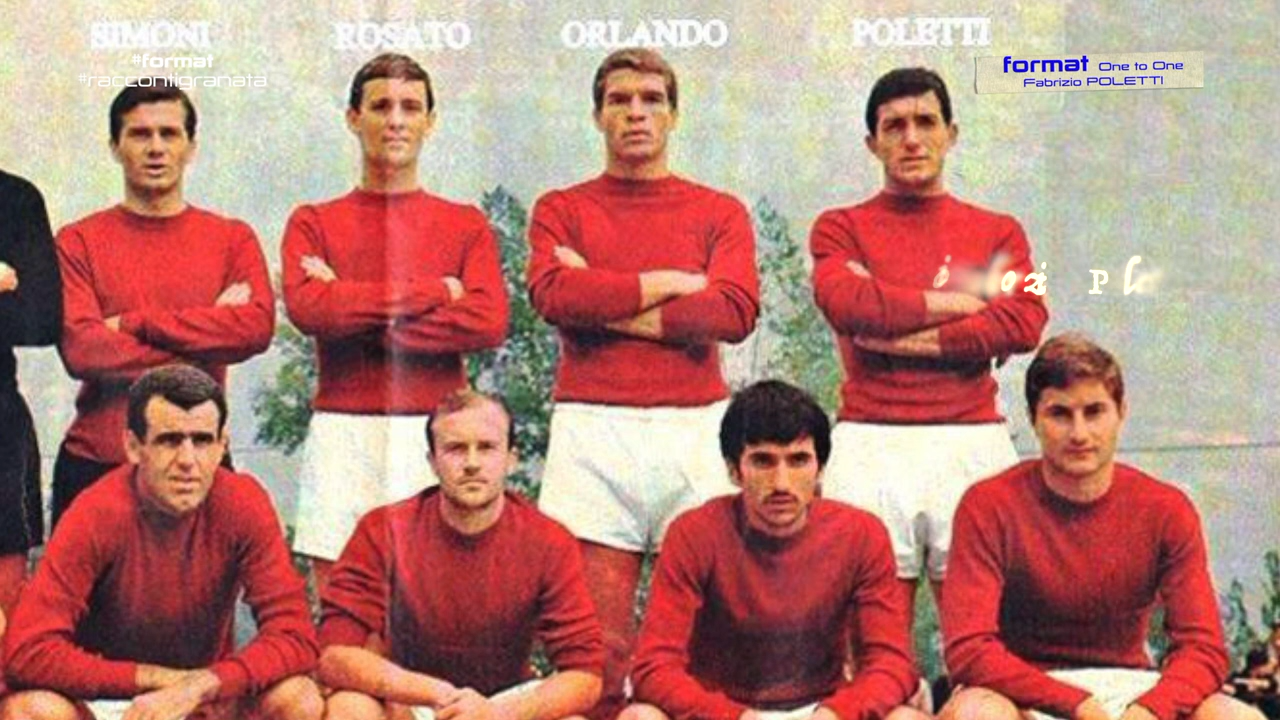 SIMONI ROSATO ORLANDO POLETTI
#format
#raccontigranata
format One to One
Fabrizio POLETTI